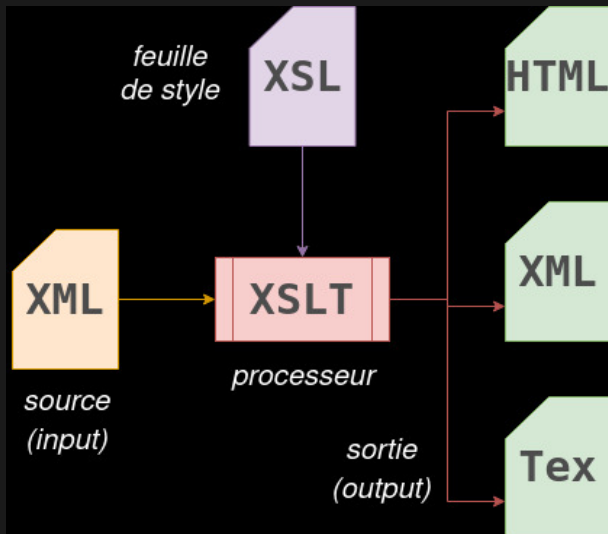 feuille
de style
XSL
HTML
XML
XSLT
XML
processeur
source
(input)
sortie
(output)
Tex